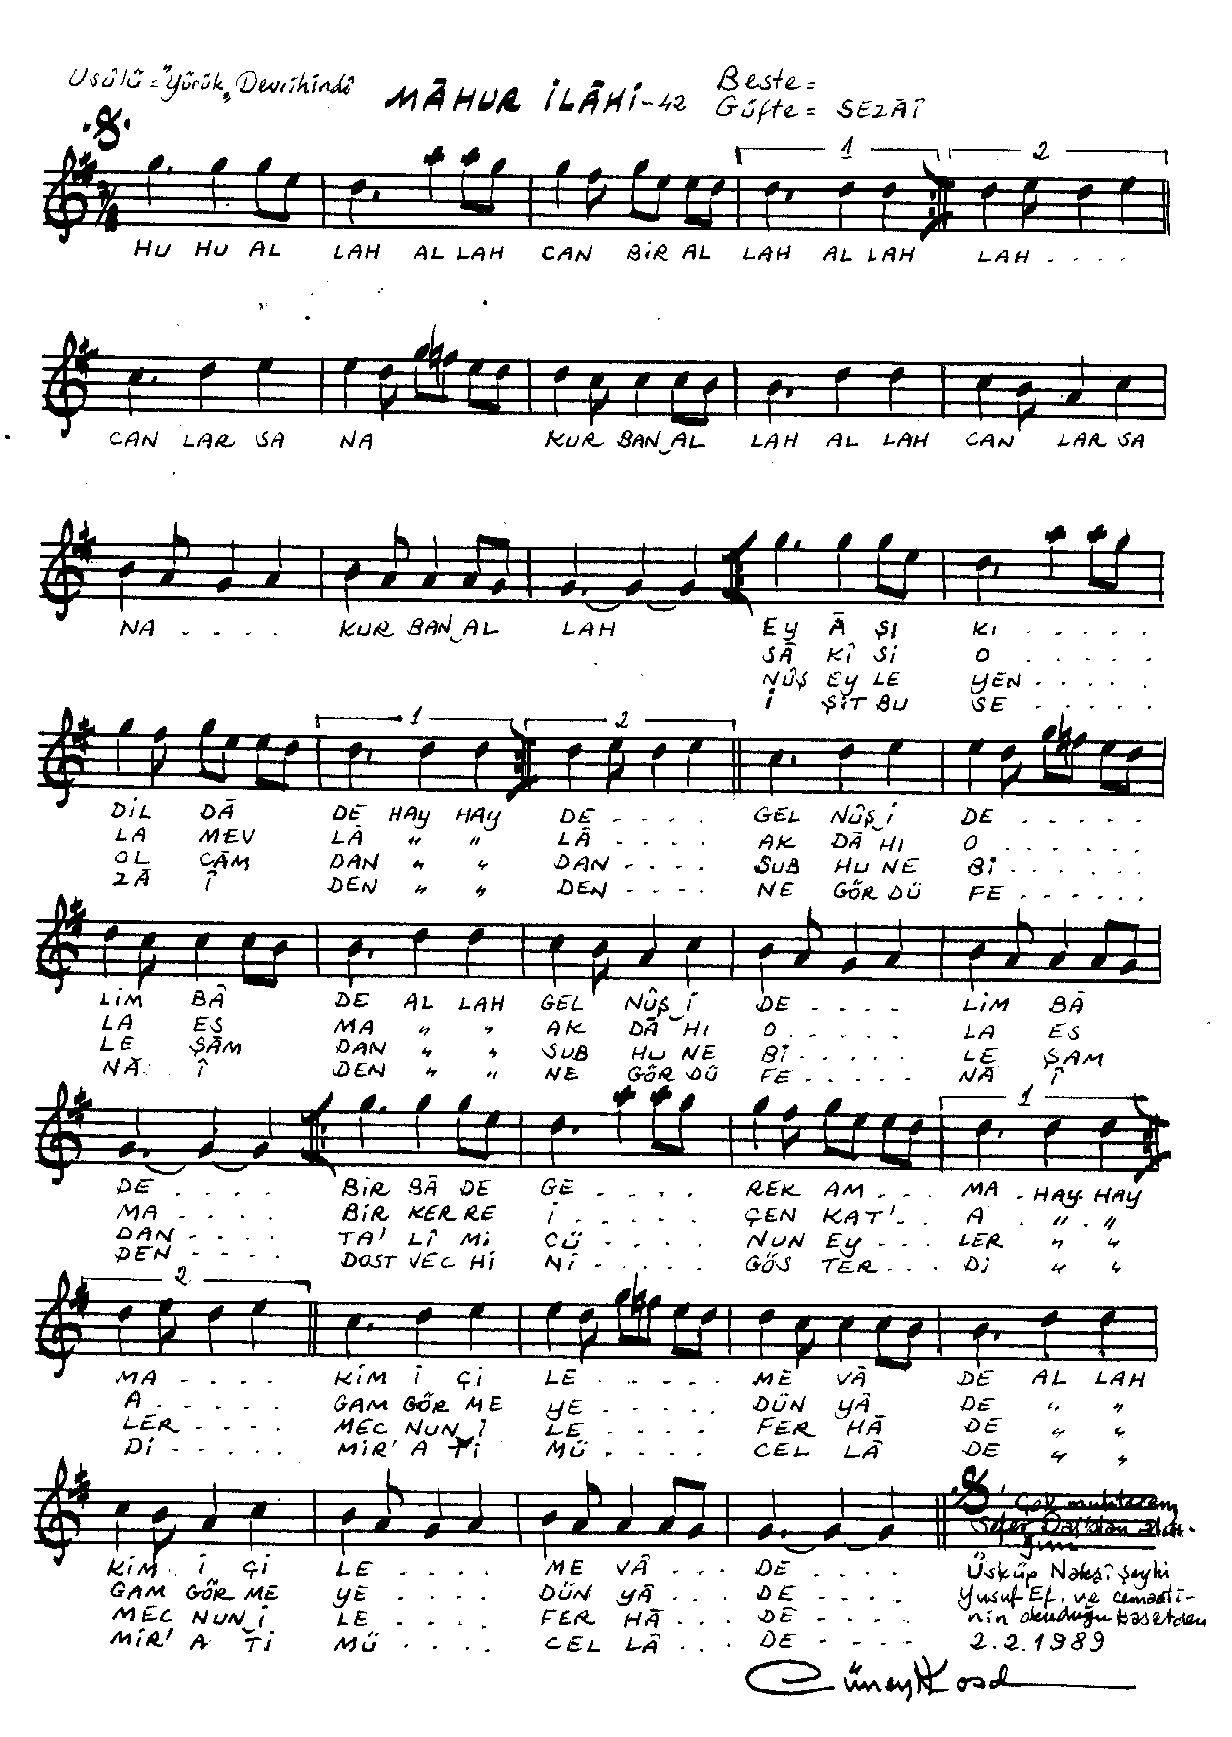 Usûlü = "Yürük" Devrihindî
MÂHUR İLÂHİ - 42
Beste =
Güfte = SEZÂÎ
1 2
7/8
HU HU AL LAH AL LAH CAN BİR AL LAH AL LAH LAH . . . .
CAN LAR SA NA KUR BAN AL LAH AL LAH CAN LAR SA
NA . . . . KUR BAN AL LAH EY Â ŞI KI . . . . .
SÂ KÎ Sİ O . . . . .
NÛŞ EY LE YEN . . . . .
İ ŞİT BU SE . . . . .
1 2
DİL DÂ DE HAY HAY DE . . . . GEL NÛŞ İ DE . . . . .
LA MEV LÂ " " LÂ . . . . AK DÂ HI O . . . . .
OL CÂM DAN " " DAN . . . . SUB HU NE Bİ . . . . .
ZÂ Î DEN " " DEN . . . . NE GÖR DÜ FE . . . . .
LİM BÂ DE AL LAH GEL NÛŞ İ DE . . . . LİM BÂ
LA ES MA " " AK DÂ HI O . . . . . LA ES
LE ŞÂM DAN " " SUB HU NE Bİ . . . . . LE ŞAM
NÂ Î DEN " " NE GÖR DÜ FE . . . . . NÂ Î
1
DE . . . . BİR BÂ DE GE . . . . REK AM . . . MA . HAY HAY
MA . . . . BİR KER RE İ . . . . . ÇEN KAT' . . . A . " "
DAN . . . . TA' LÎ Mİ CÜ . . . . . NUN EY . . . LER " "
DEN . . . . DOST VEC Hİ Nİ . . . . . GÖS TER . . . Dİ " "
2
MA . . . . KİM İ Çİ LE . . . . . ME VÂ DE AL LAH
A . . . . . GAM GÖR ME YE . . . . . DÜN YÂ DE " "
LER . . . . MEC NUN İ LE . . . . . FER HÂ DE " "
Dİ . . . . . MİR' A Tİ MÜ . . . . . CEL LÂ DE " "
KİM . İ Çİ LE . . . . ME VÂ . . . DE . . . .
GAM GÖR ME YE . . . . DÜN YÂ . . . DE . . . .
MEC NUN İ LE . . . . FER HÂ . . . DE . . . .
MİR' A Tİ MÜ . . . . CEL LÂ . . . DE . . . .
Çok muhterem
Sefer
Üsküp Nakşî şeyhi
Yusuf Ef. ve cemaati-
nin okuduğu kasetden
2.2.1989
Cüneyt Kosal